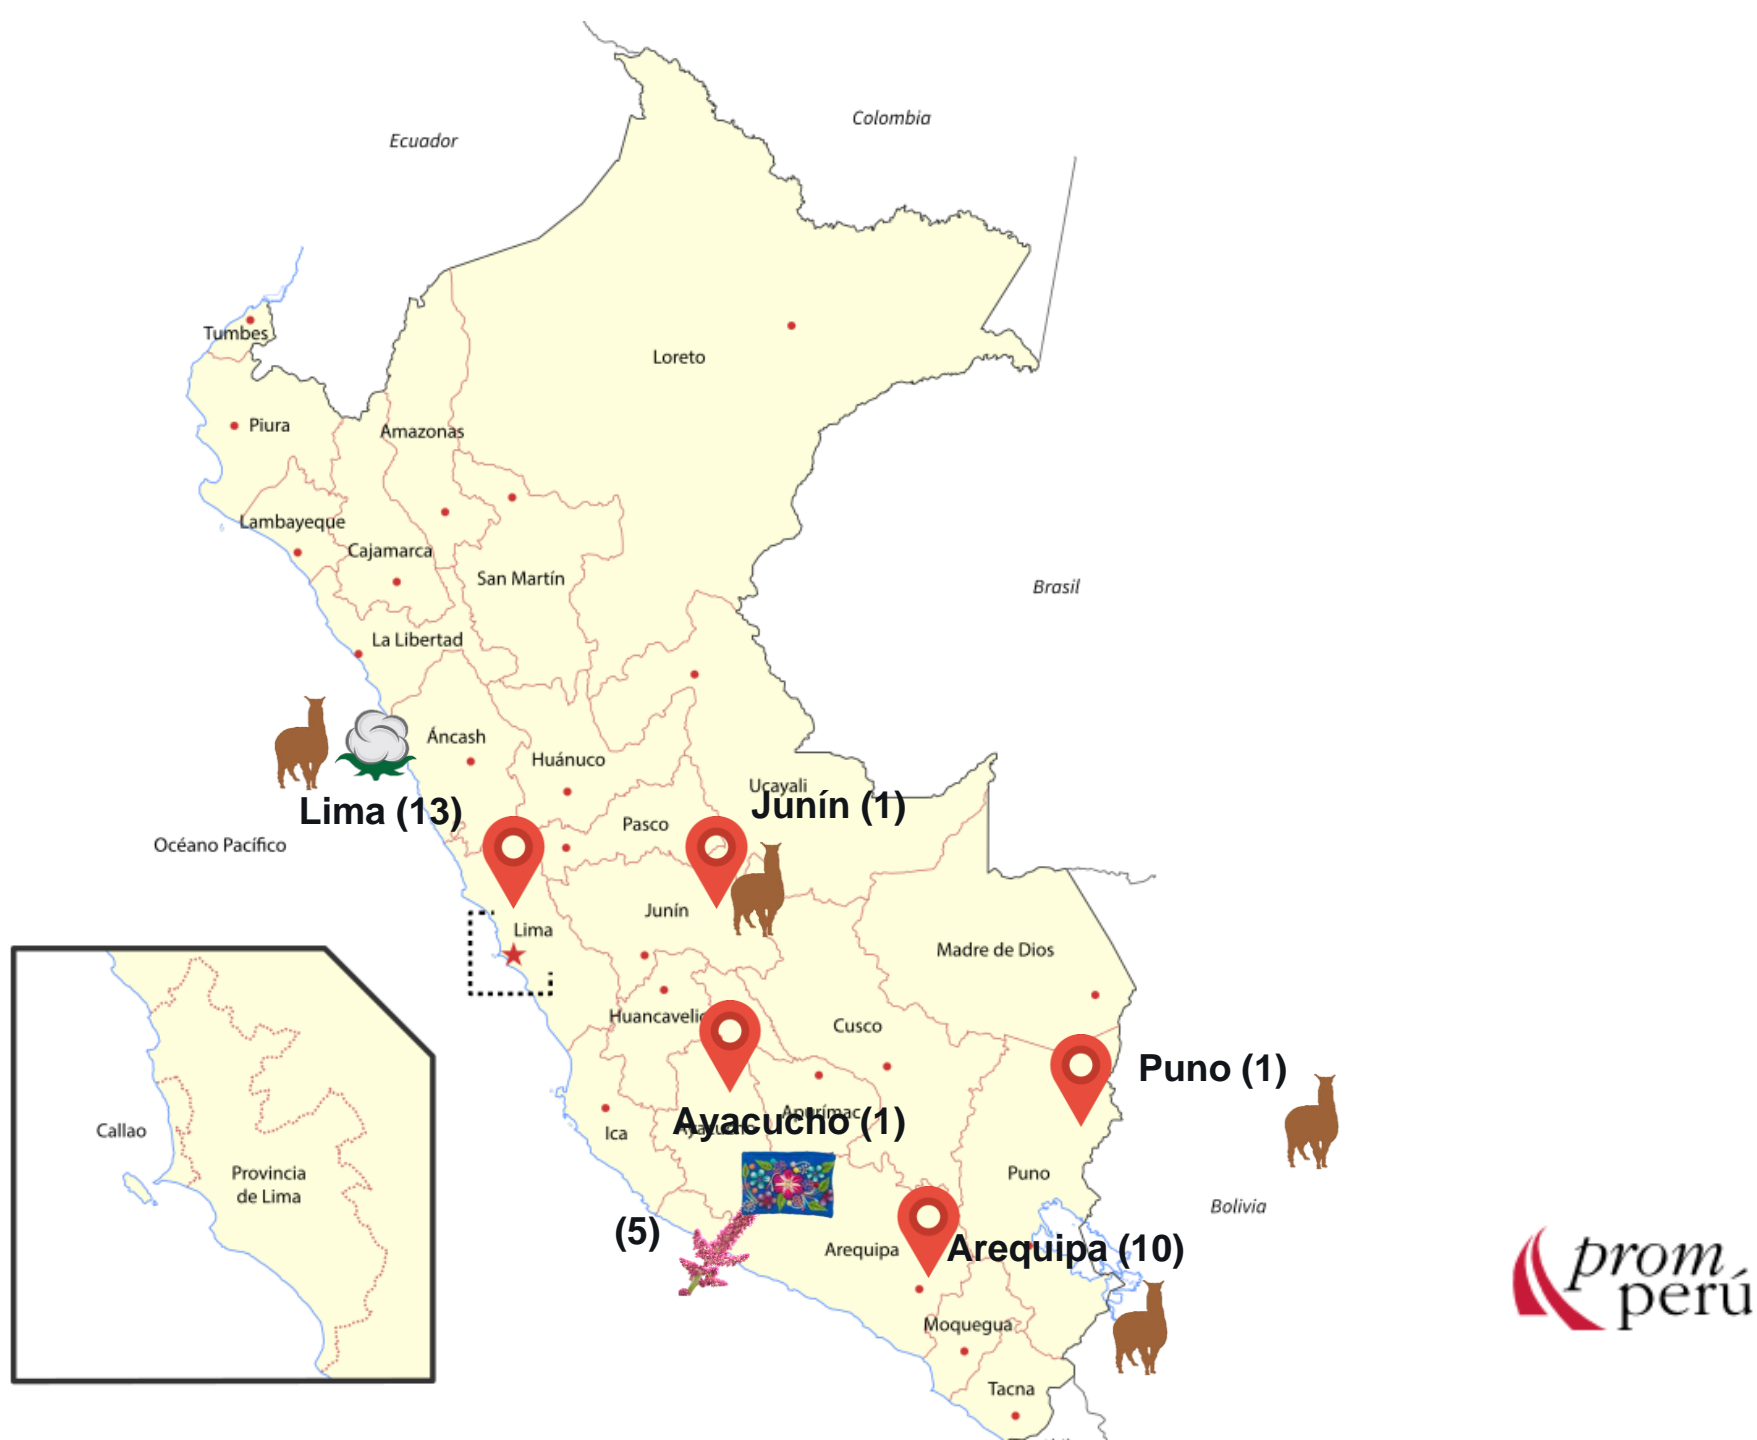 Colombia
Ecuador
Tumbes
Loreto
Piura
Amazonas
Lambayeque
Cajamarca
San Martín
Brasil
La Libertad
Áncash
Huánuco
Ucayali
Lima (13)
Junín (1)
Pasco
Océano Pacífico
Junín
Lima
Madre de Dios
Huancavelic
Cusco
Puno (1)
Apurímac
Ayacucho (1)
Ayacucho
Callao
Ica
Provincia
de Lima
Puno
Bolivia
(5)
Arequipa
Arequipa (10)
prom
perú
Moquegua
Tacna